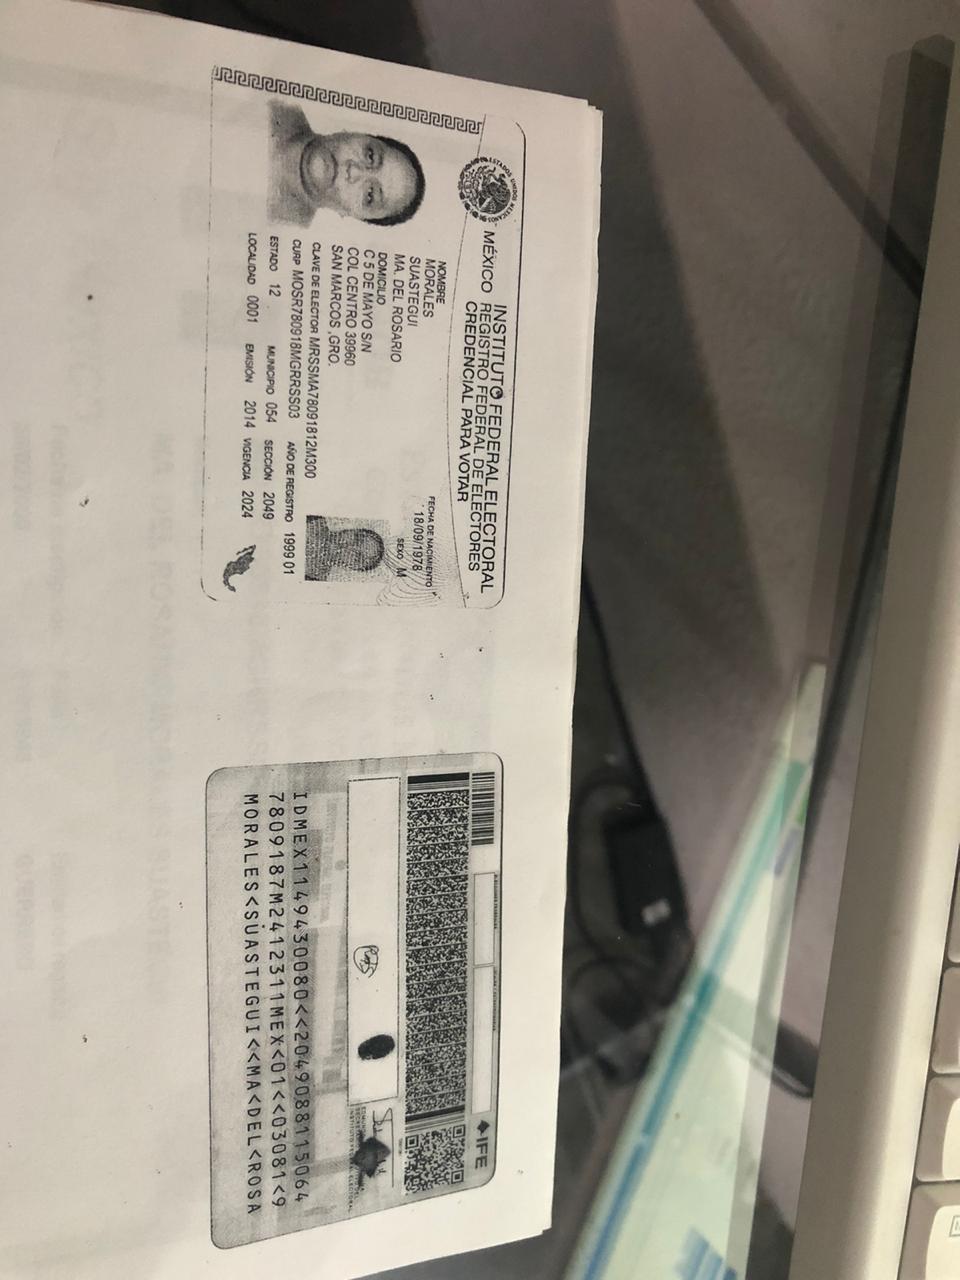 ESTADOS UNIDOS MEXICANOS
MÉXICO
INSTITUTO FEDERAL ELECTORAL
REGISTRO FEDERAL DE ELECTORES
CREDENCIAL PARA VOTAR
NOMBRE
MORALES
SUASTEGUI
MA. DEL ROSARIO
FECHA DE NACIMIENTO
18/09/1978
SEXO M
DOMICILIO
C 5 DE MAYO S/N
COL CENTRO 39960
SAN MARCOS ,GRO.
CLAVE DE ELECTOR MRSSMA78091812M300
CURP MOSR780918MGRRSS03 AÑO DE REGISTRO 1999 01
ESTADO 12 MUNICIPIO 054 SECCIÓN 2049
LOCALIDAD 0001 EMISIÓN 2014 VIGENCIA 2024
IFE
IDMEX1149430080<<2049088115064
7809187M2412311MEX<01<<03081<9
MORALES<SUASTEGUI<<MA<DEL<ROSA